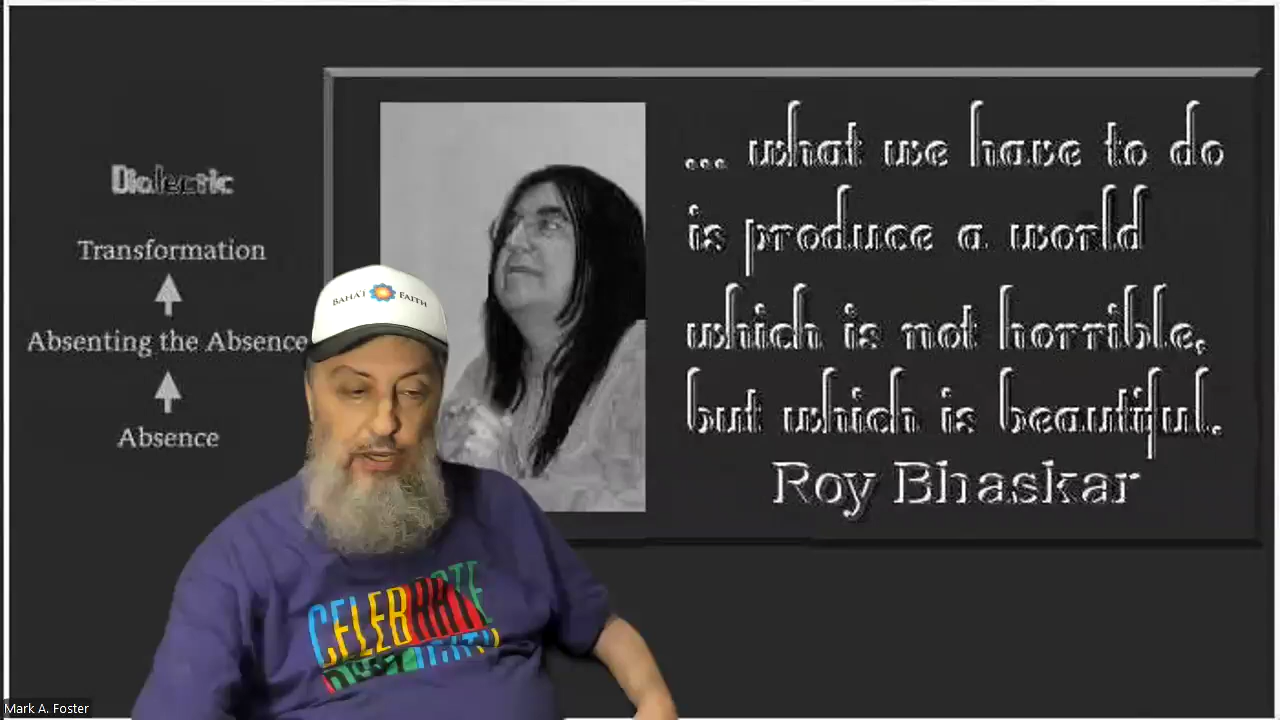 Dialectic
Transformation
Absenting the Absence
Absence
... what we have to do
is produce a world
which is not horrible,
but which is beautiful.
Roy Bhaskar
BAHA'I FAITH
CELEBRATE
Mark A. Foster